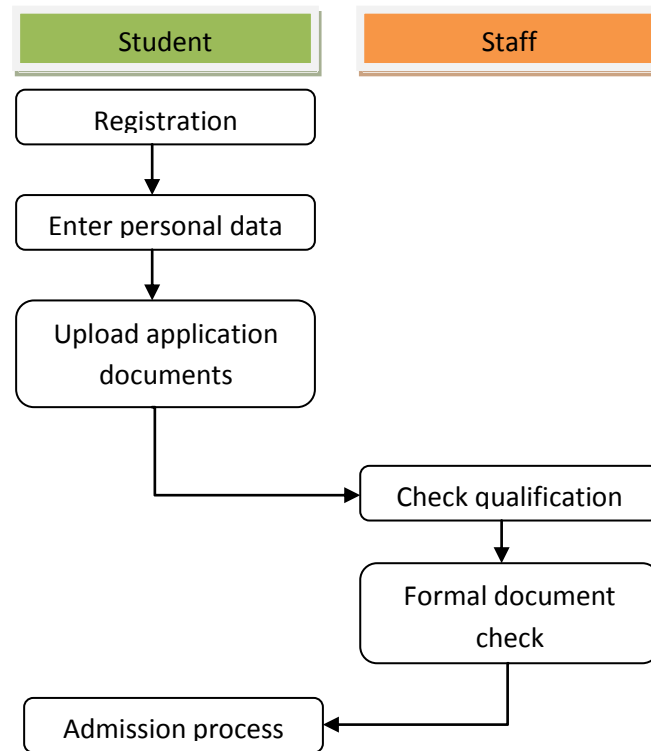 Student
Staff
Registration
Enter personal data
Upload application
documents
Check qualification
Formal document
check
Admission process